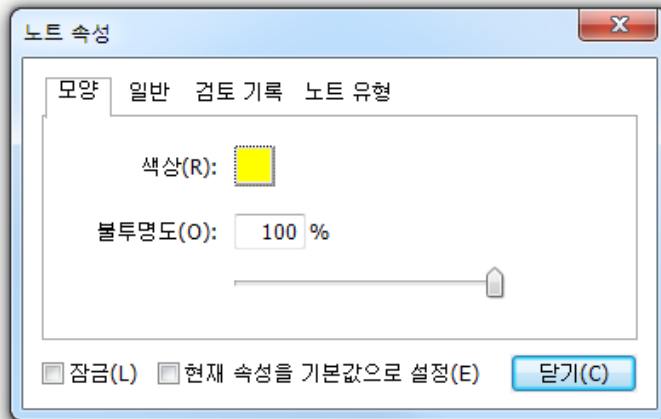 노트 속성
모양 일반 검토 기록 노트 유형
색상(R):
불투명도(O): 100 %
잠금(L) 현재 속성을 기본값으로 설정(E) 닫기(C)